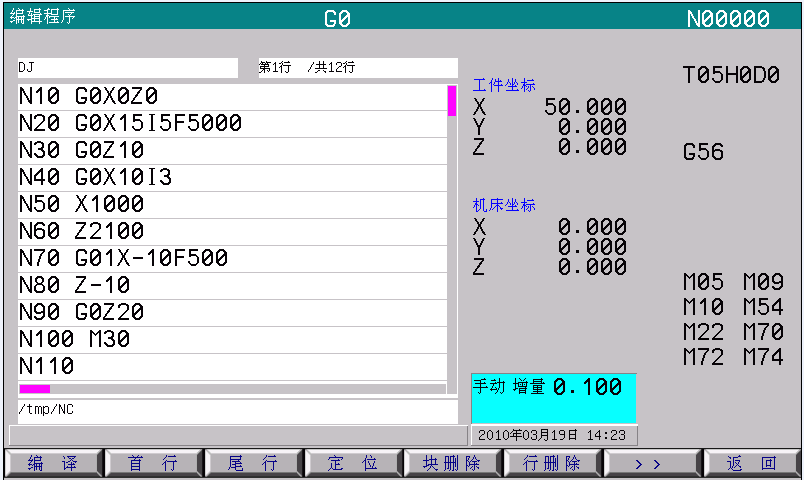 编辑程序 G0 N00000
DJ 第1行 /共12行
N10 G0X0Z0
N20 G0X15I5F5000
N30 G0Z10
N40 G0X10I3
N50 X1000
N60 Z2100
N70 G01X-10F500
N80 Z-10
N90 G0Z20
N100 M30
N110
/tmp/NC
工件坐标
X 50.000
Y 0.000
Z 0.000
机床坐标
X 0.000
Y 0.000
Z 0.000
手动 增量 0.100
2010年03月19日 14:23
T05H0D0
G56
M05 M09
M10 M54
M22 M70
M72 M74
编 译 首 行 尾 行 定 位 块删除 行删除 >> 返 回